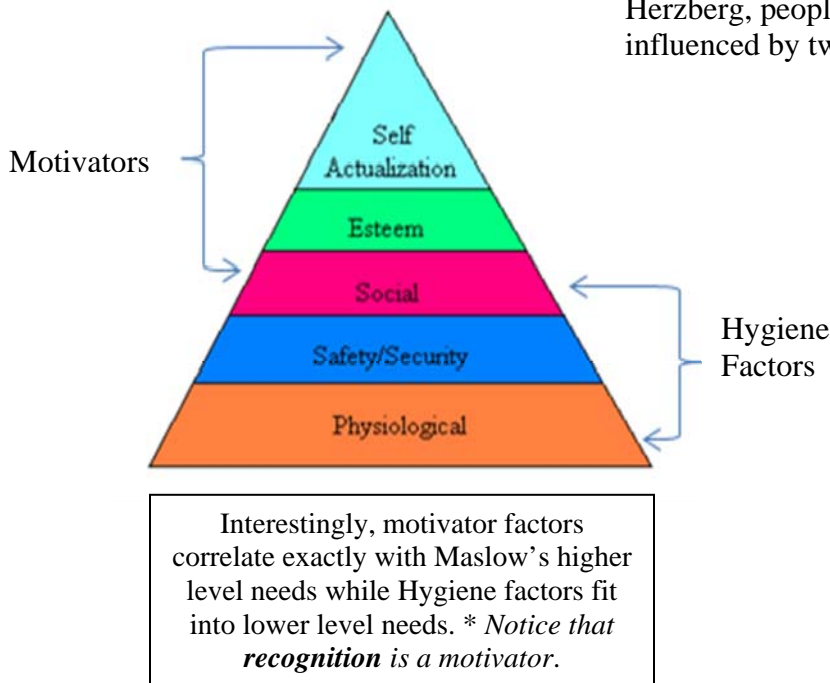 Herzberg, peopl
influenced by tw
Motivators
Self
Actualization
Esteem
Social
Safety/Security
Physiological
Hygiene
Factors
Interestingly, motivator factors
correlate exactly with Maslow’s higher
level needs while Hygiene factors fit
into lower level needs. * Notice that
recognition is a motivator.